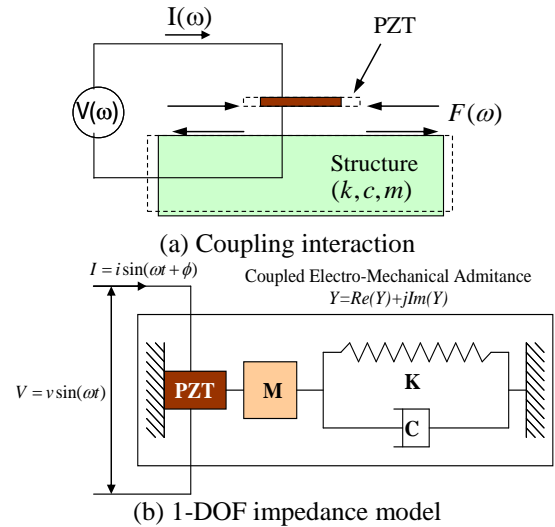 I(ω)
PZT
V(ω)
F(ω)
Structure
(k,c,m)
(a) Coupling interaction
I = i sin(ωt + ϕ)
Coupled Electro-Mechanical Admitance
Y=Re(Y)+jIm(Y)
V = v sin(ωt)
PZT
M
K
C
(b) 1-DOF impedance model